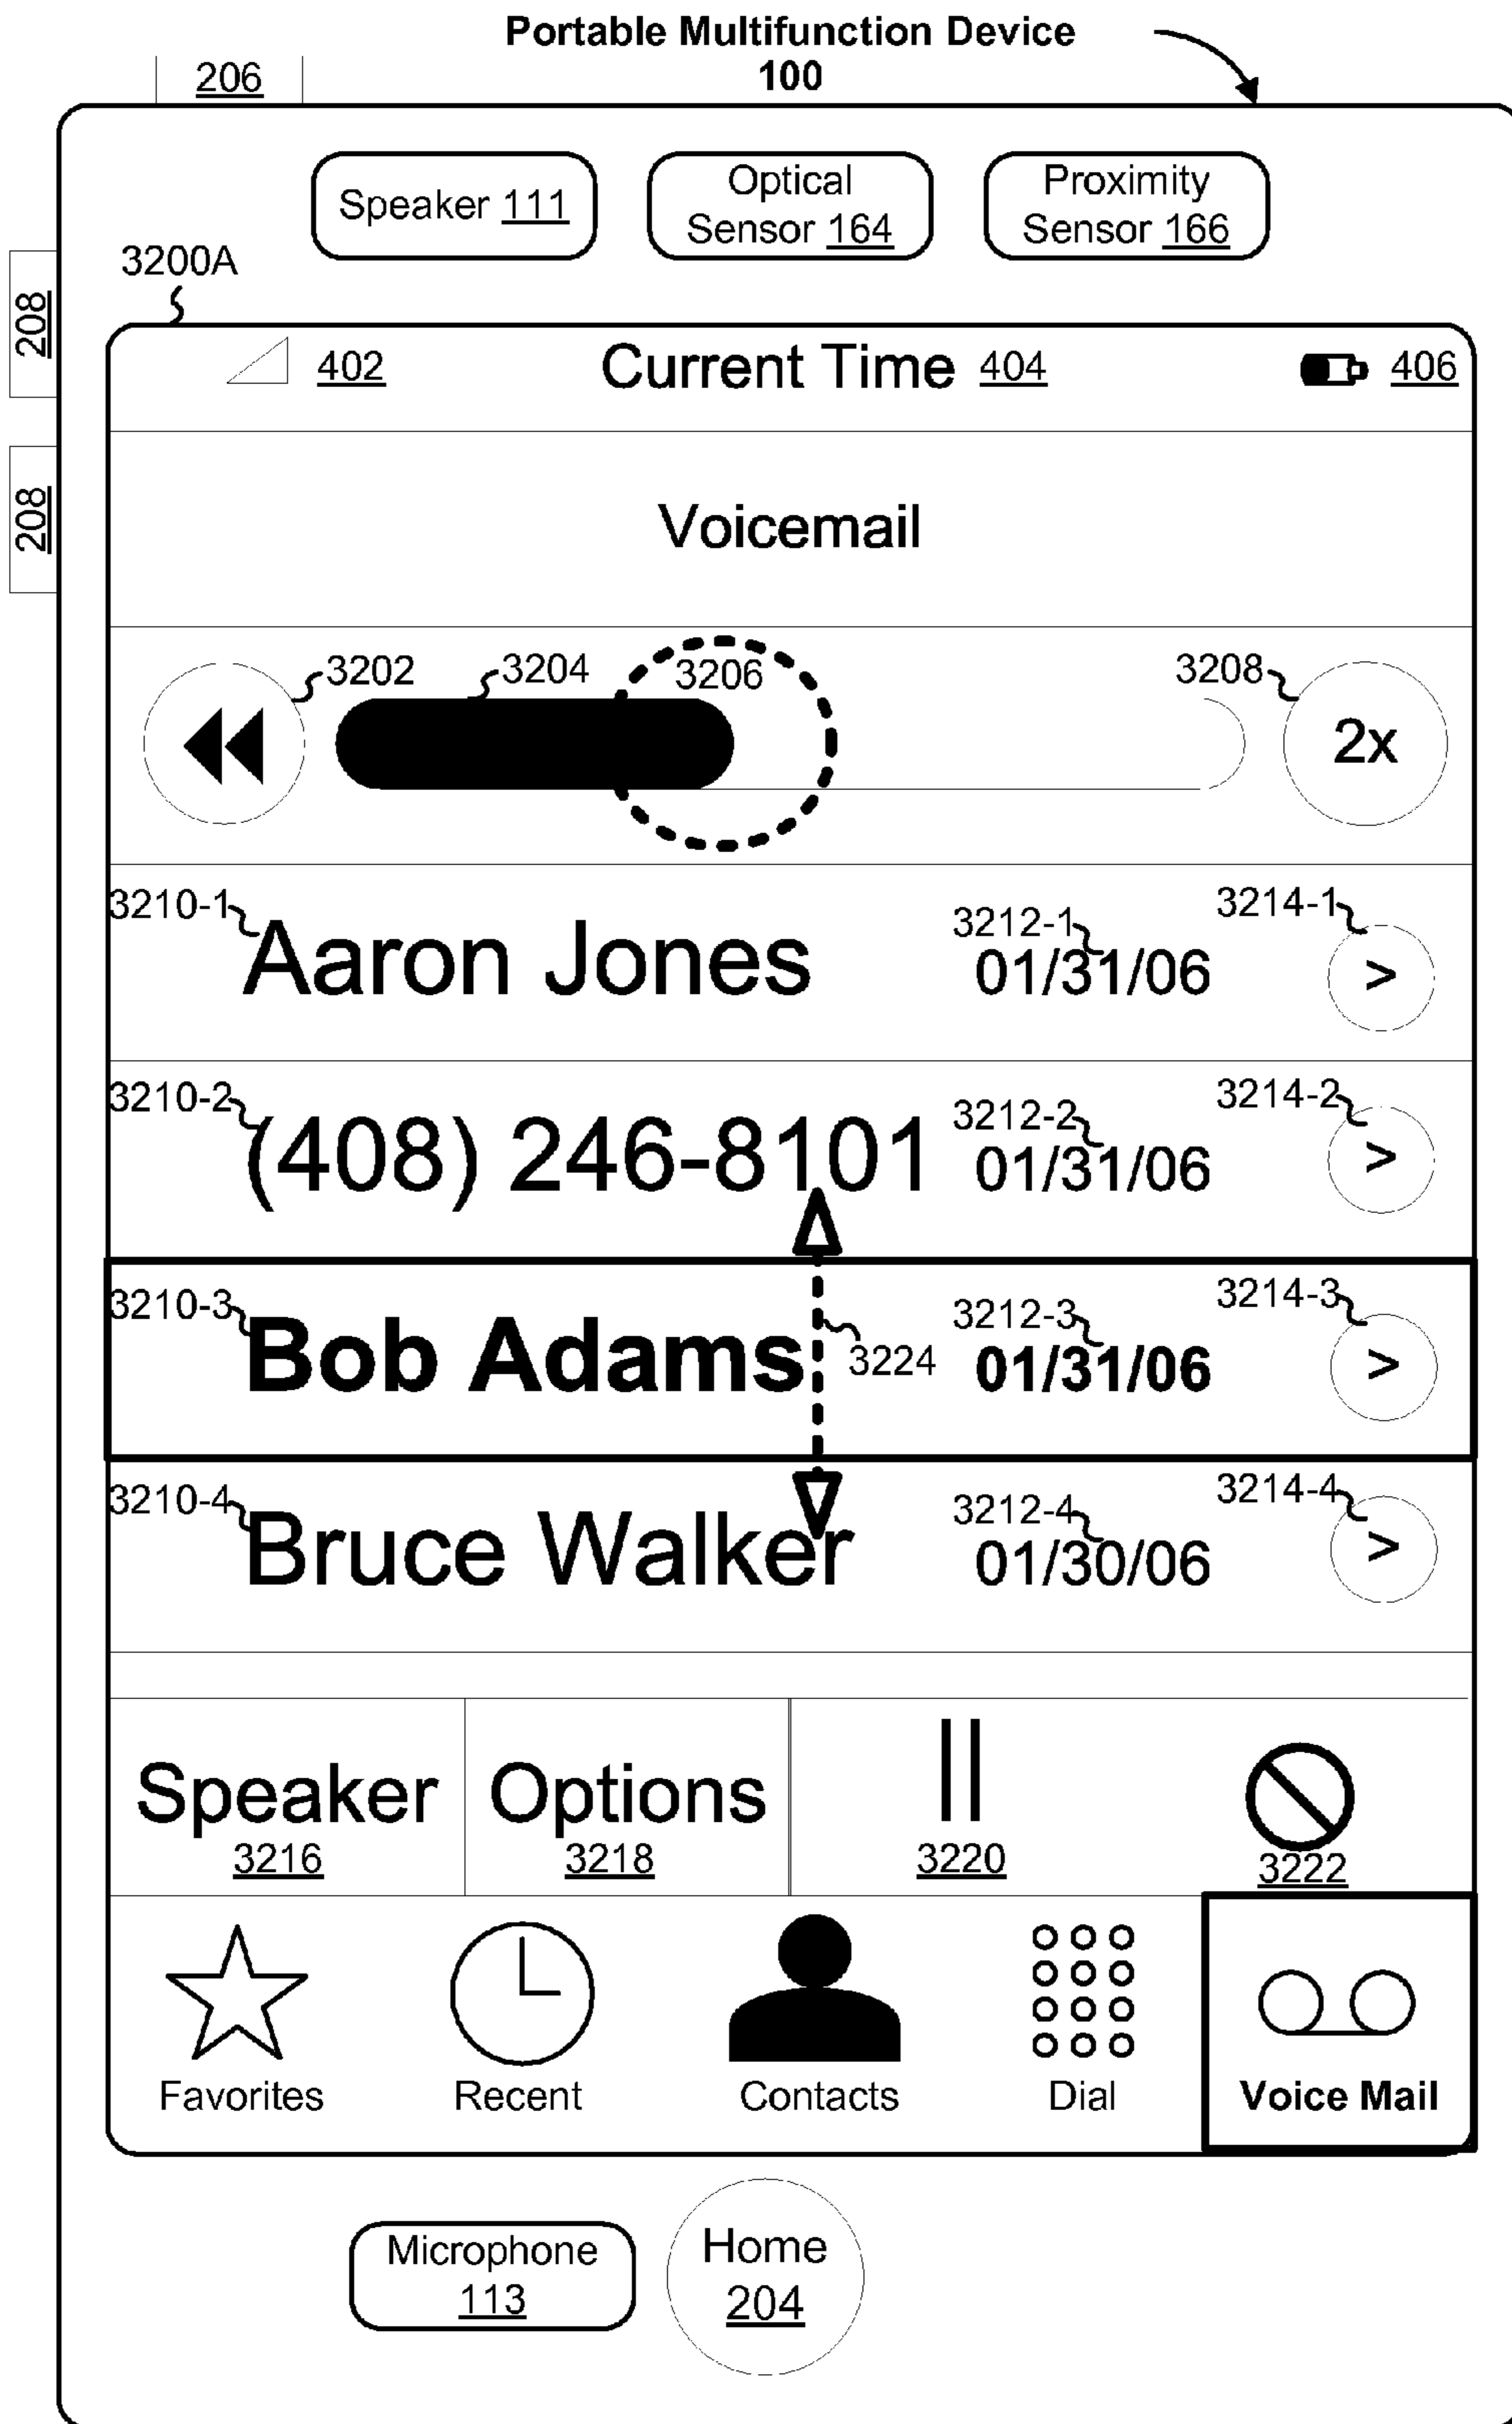 Portable Multifunction Device
100
206
Speaker 111
Optical
Sensor 164
Proximity
Sensor 166
208
3200A
402
Current Time 404
406
208
Voicemail
3202
3204
3206
3208
2x
3210-1
Aaron Jones
3212-1
01/31/06
3214-1
>
3210-2
(408) 246-8101
3212-2
01/31/06
3214-2
>
3210-3
Bob Adams
3224
3212-3
01/31/06
3214-3
>
3210-4
Bruce Walker
3212-4
01/30/06
3214-4
>
Speaker
3216
Options
3218
3220
3222
Favorites
Recent
Contacts
Dial
Voice Mail
Microphone
113
Home
204